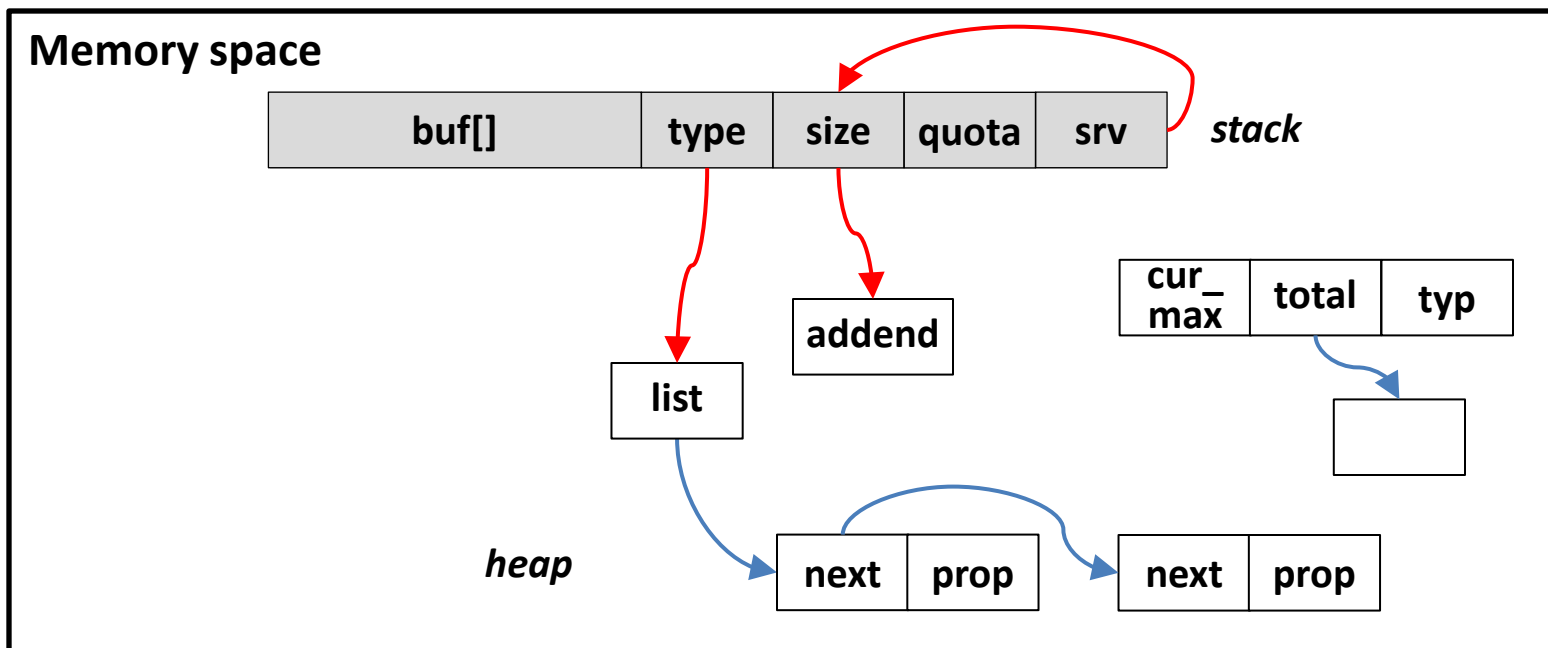 Memory space
buf[]
type
size
quota
srv
stack
cur_
max
total
typ
addend
list
heap
next
prop
next
prop